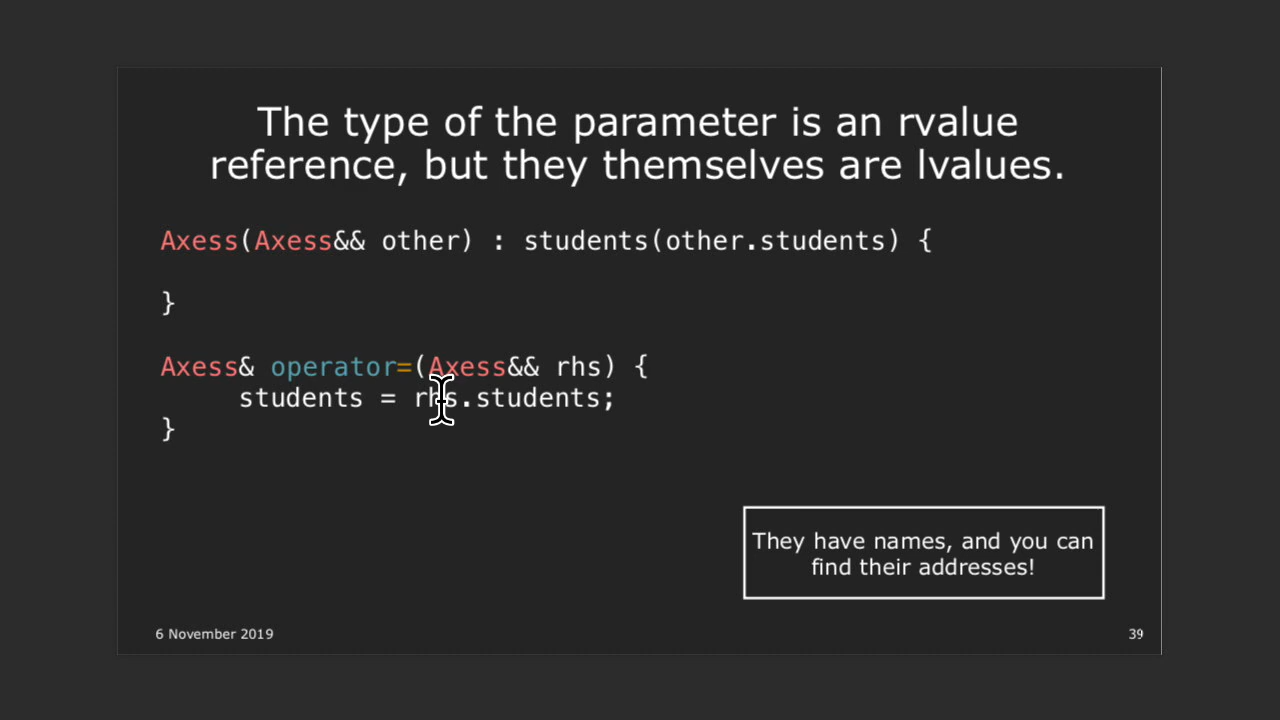 The type of the parameter is an rvalue
reference, but they themselves are lvalues.
Axess(Axess&& other) : students(other.students) {
}
Axess& operator=(Axess&& rhs) {
students = rhs.students;
}
They have names, and you can
find their addresses!
6 November 2019
39